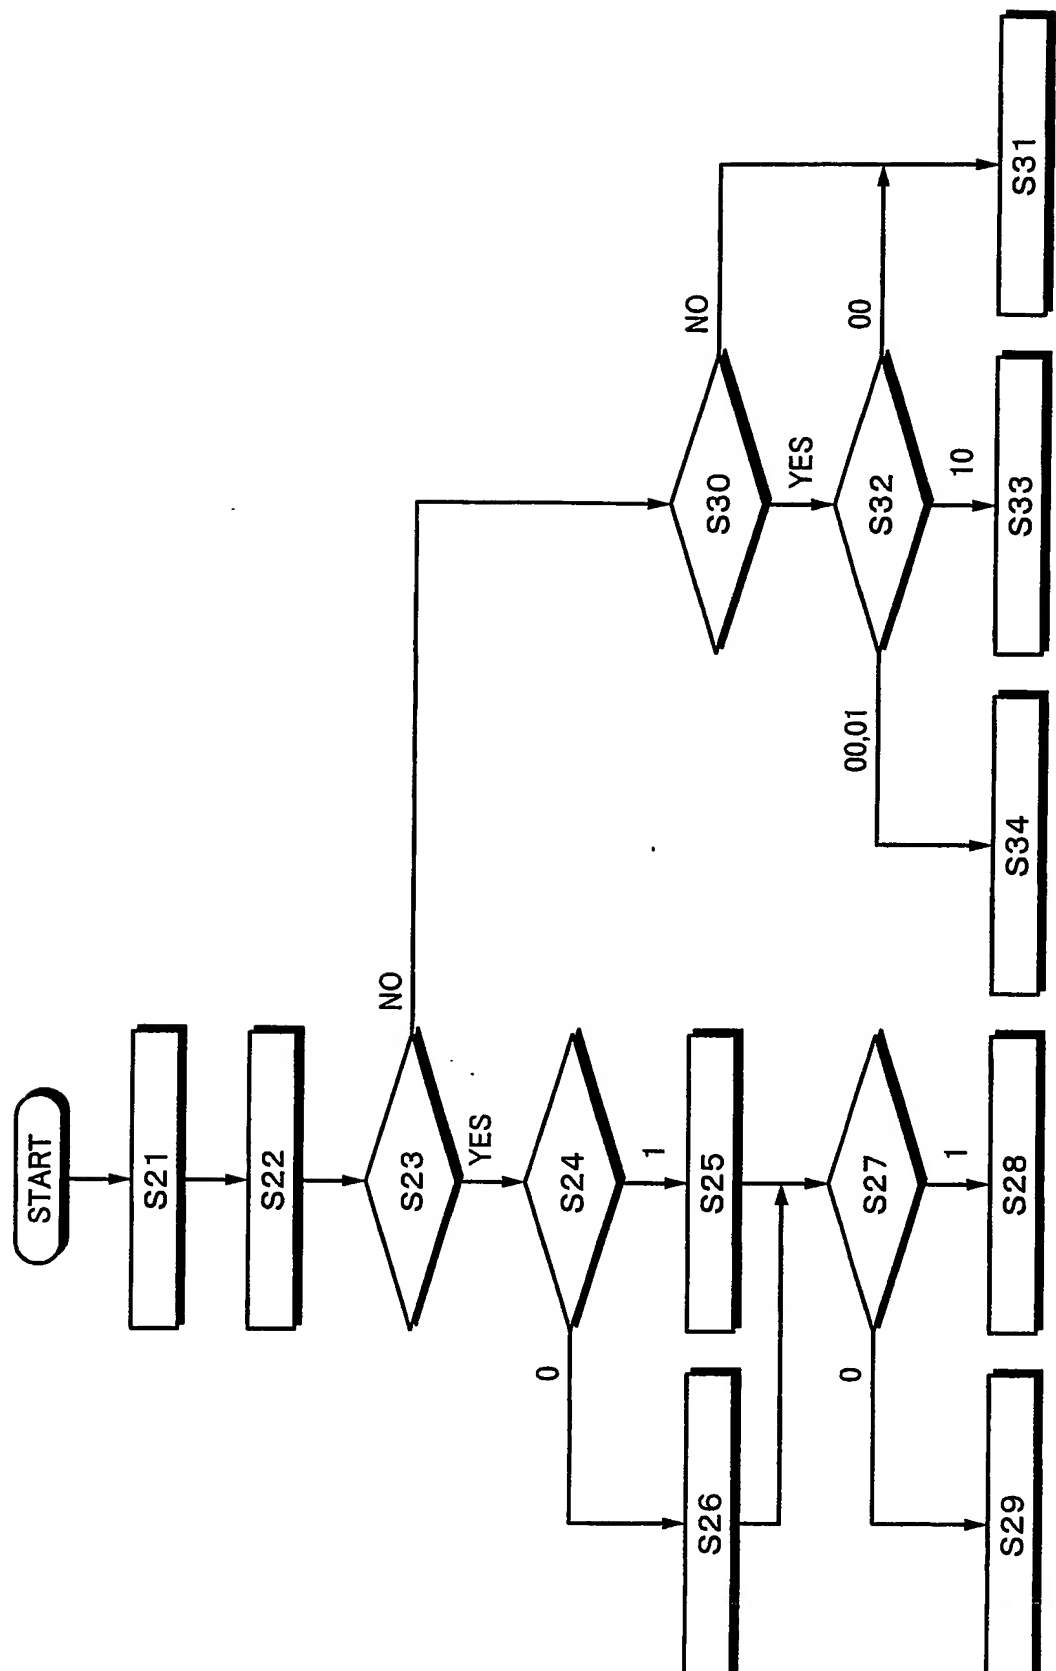 START
S21
S22
S23
NO
YES
S24
0
1
S26
S25
S27
0
1
S29
S28
S30
NO
YES
S32
00,01
00
10
S34
S33
S31